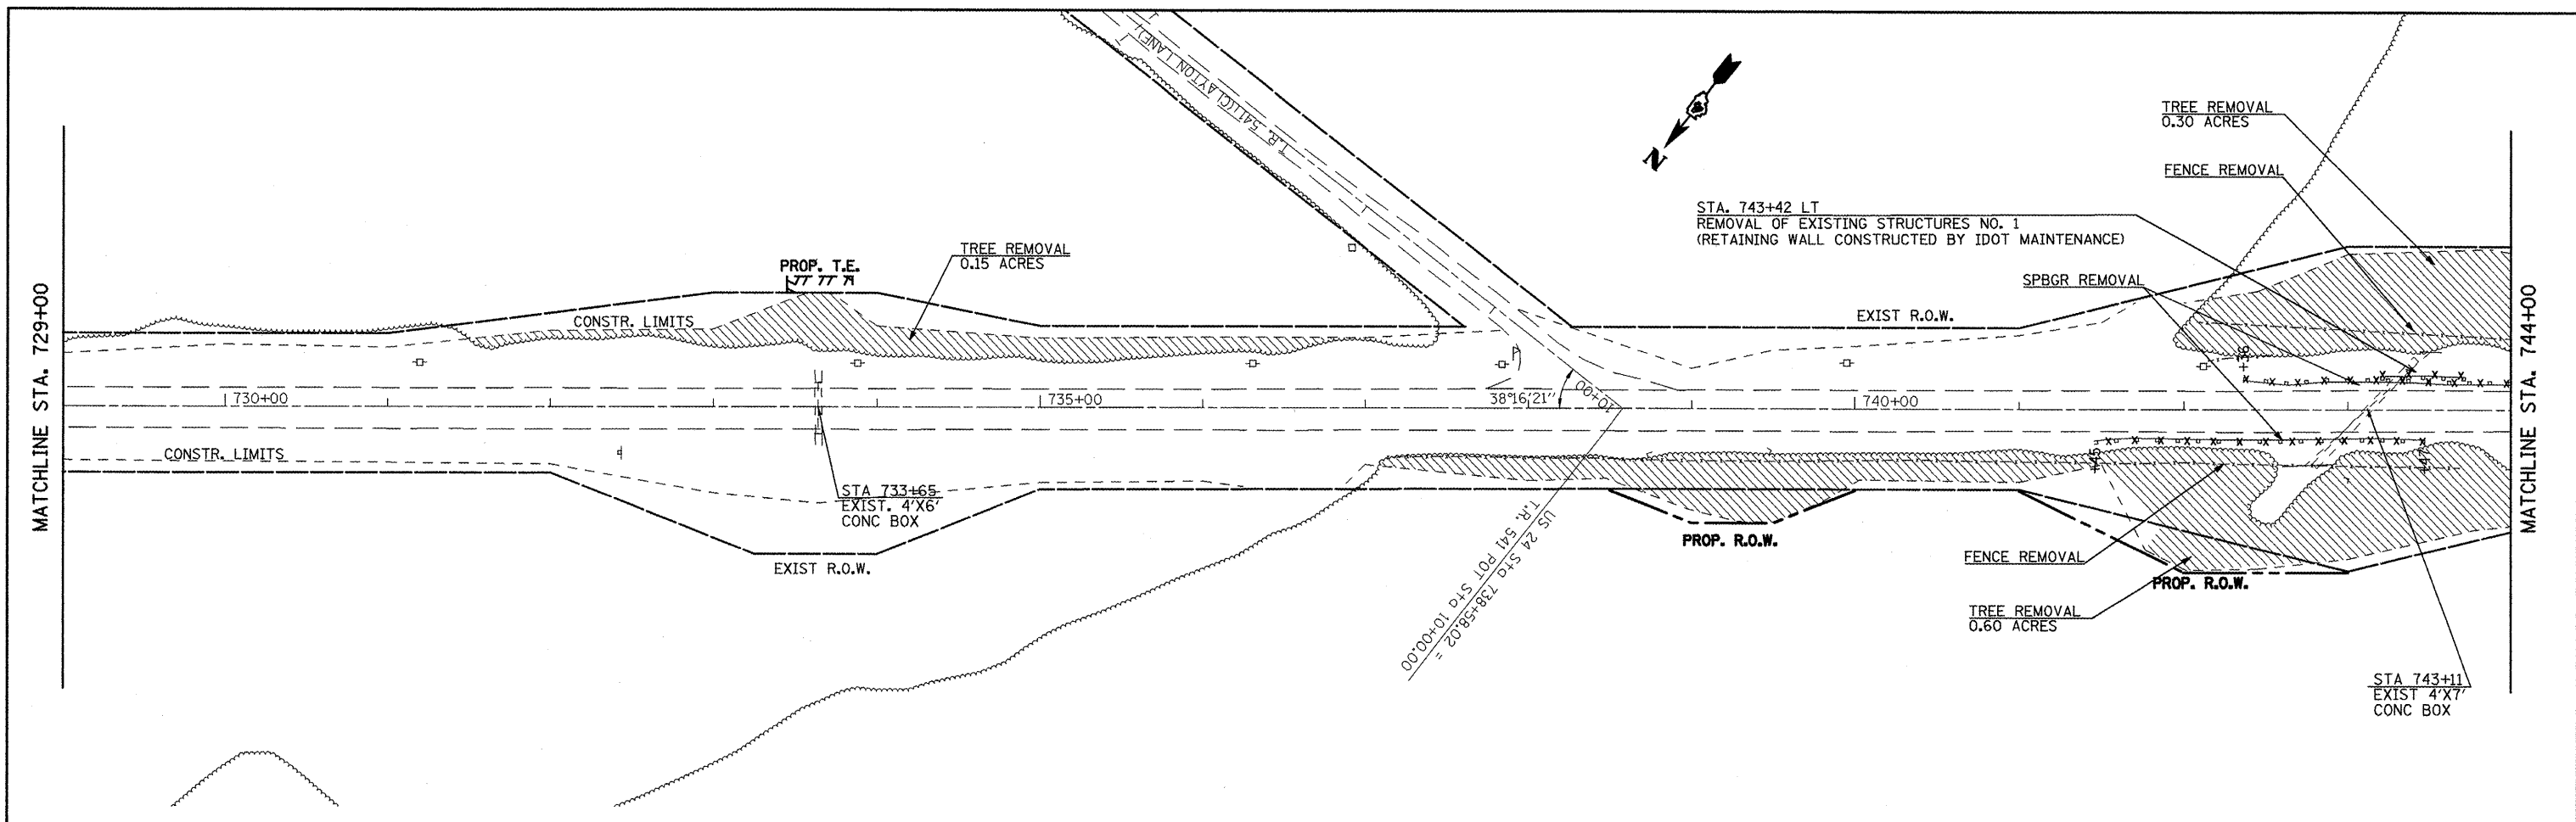 MATCHLINE STA. 729+00
T.R. 541 (CLAYTON LANE)
N
TREE REMOVAL
0.30 ACRES
FENCE REMOVAL
STA. 743+42 LT
REMOVAL OF EXISTING STRUCTURES NO. 1
(RETAINING WALL CONSTRUCTED BY IDOT MAINTENANCE)
SPBGR REMOVAL
TREE REMOVAL
0.15 ACRES
PROP. T.E.
CONSTR. LIMITS
EXIST R.O.W.
+36
730+00
735+00
38°16'21"
10+00
740+00
CONSTR. LIMITS
+45
+47
STA 733+65
EXIST. 4'X6'
CONC BOX
EXIST R.O.W.
US 24 Sta 738+58.02 =
T.R. 541 POT Sta 10+00.00
PROP. R.O.W.
FENCE REMOVAL
PROP. R.O.W.
TREE REMOVAL
0.60 ACRES
STA 743+11
EXIST 4'X7'
CONC BOX
MATCHLINE STA. 744+00